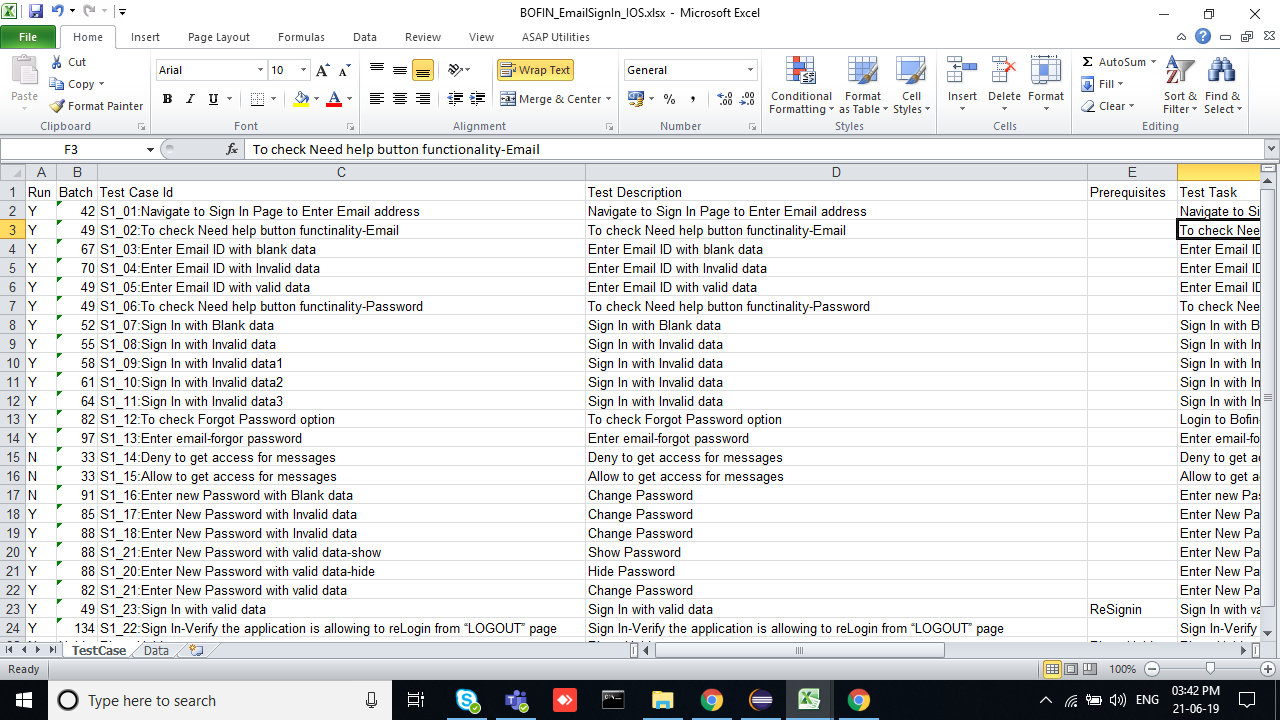 BOFIN_EmailSignIn_IOS.xlsx - Microsoft Excel
File Home Insert Page Layout Formulas Data Review View ASAP Utilities
Paste Cut Copy Format Painter Clipboard
Arial 10 Font
Wrap Text Merge & Center Alignment
General Number
Conditional Formatting Format as Table Cell Styles Styles
Insert Delete Format Cells
AutoSum Fill Clear Sort & Filter Find & Select Editing
F3 fx To check Need help button functionality-Email
A B C D E
1 Run Batch Test Case Id Test Description Prerequisites Test Task
2 Y 42 S1_01:Navigate to Sign In Page to Enter Email address Navigate to Sign In Page to Enter Email address Navigate to Si
3 Y 49 S1_02:To check Need help button functinality-Email To check Need help button functinality-Email To check Nee
4 Y 67 S1_03:Enter Email ID with blank data Enter Email ID with blank data Enter Email ID
5 Y 70 S1_04:Enter Email ID with Invalid data Enter Email ID with Invalid data Enter Email ID
6 Y 49 S1_05:Enter Email ID with valid data Enter Email ID with valid data Enter Email ID
7 Y 49 S1_06:To check Need help button functinality-Password To check Need help button functinality-Password To check Nee
8 Y 52 S1_07:Sign In with Blank data Sign In with Blank data Sign In with B
9 Y 55 S1_08:Sign In with Invalid data Sign In with Invalid data Sign In with In
10 Y 58 S1_09:Sign In with Invalid data1 Sign In with Invalid data Sign In with In
11 Y 61 S1_10:Sign In with Invalid data2 Sign In with Invalid data Sign In with In
12 Y 64 S1_11:Sign In with Invalid data3 Sign In with Invalid data Sign In with In
13 Y 82 S1_12:To check Forgot Password option To check Forgot Password option Login to Bofin
14 Y 97 S1_13:Enter email-forgor password Enter email-forgot password Enter email-fo
15 N 33 S1_14:Deny to get access for messages Deny to get access for messages Deny to get ac
16 N 33 S1_15:Allow to get access for messages Allow to get access for messages Allow to get a
17 N 91 S1_16:Enter new Password with Blank data Change Password Enter new Pas
18 Y 85 S1_17:Enter New Password with Invalid data Change Password Enter New Pa
19 Y 88 S1_18:Enter New Password with Invalid data Change Password Enter New Pa
20 Y 88 S1_21:Enter New Password with valid data-show Show Password Enter New Pa
21 Y 88 S1_20:Enter New Password with valid data-hide Hide Password Enter New Pa
22 Y 82 S1_21:Enter New Password with valid data Change Password Enter New Pa
23 Y 49 S1_23:Sign In with valid data Sign In with valid data ReSignin Sign In with va
24 Y 134 S1_22:Sign In-Verify the application is allowing to reLogin from “LOGOUT” page Sign In-Verify the application is allowing to reLogin from “LOGOUT” page Sign In-Verify
TestCase Data
Ready 100%
Type here to search ENG 03:42 PM
21-06-19